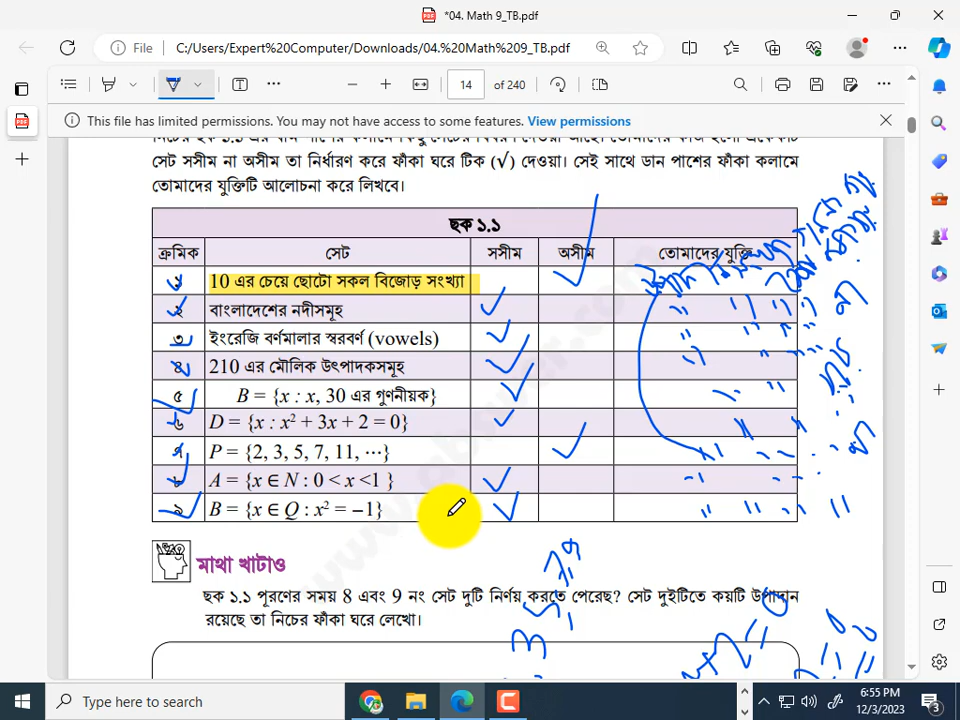 *04. Math 9_TB.pdf
File C:/Users/Expert%20Computer/Downloads/04.%20Math%209_TB.pdf
14 of 240
This file has limited permissions. You may not have access to some features. View permissions
সেট সসীম না অসীম তা নির্ধারণ করে ফাঁকা ঘরে টিক (√) দেওয়া। সেই সাথে ডান পাশের ফাঁকা কলামে
তোমাদের যুক্তিটি আলোচনা করে লিখবে।
ছক ১.১
ক্রমিক সেট সসীম অসীম তোমাদের যুক্তি
১ 10 এর চেয়ে ছোটো সকল বিজোড় সংখ্যা
২ বাংলাদেশের নদীসমূহ
৩ ইংরেজি বর্ণমালার স্বরবর্ণ (vowels)
৪ 210 এর মৌলিক উৎপাদকসমূহ
৫ B = {x : x, 30 এর গুণনীয়ক}
৬ D = {x : x² + 3x + 2 = 0}
৭ P = {2, 3, 5, 7, 11, ⋯}
৮ A = {x ∈ N : 0 < x <1 }
৯ B = {x ∈ Q : x² = −1}
মাথা খাটাও
ছক ১.১ পূরণের সময় 8 এবং 9 নং সেট দুটি নির্ণয় করতে পেরেছ? সেট দুইটিতে কয়টি উপাদান
রয়েছে তা নিচের ফাঁকা ঘরে লেখো।
Type here to search
6:55 PM
12/3/2023
3